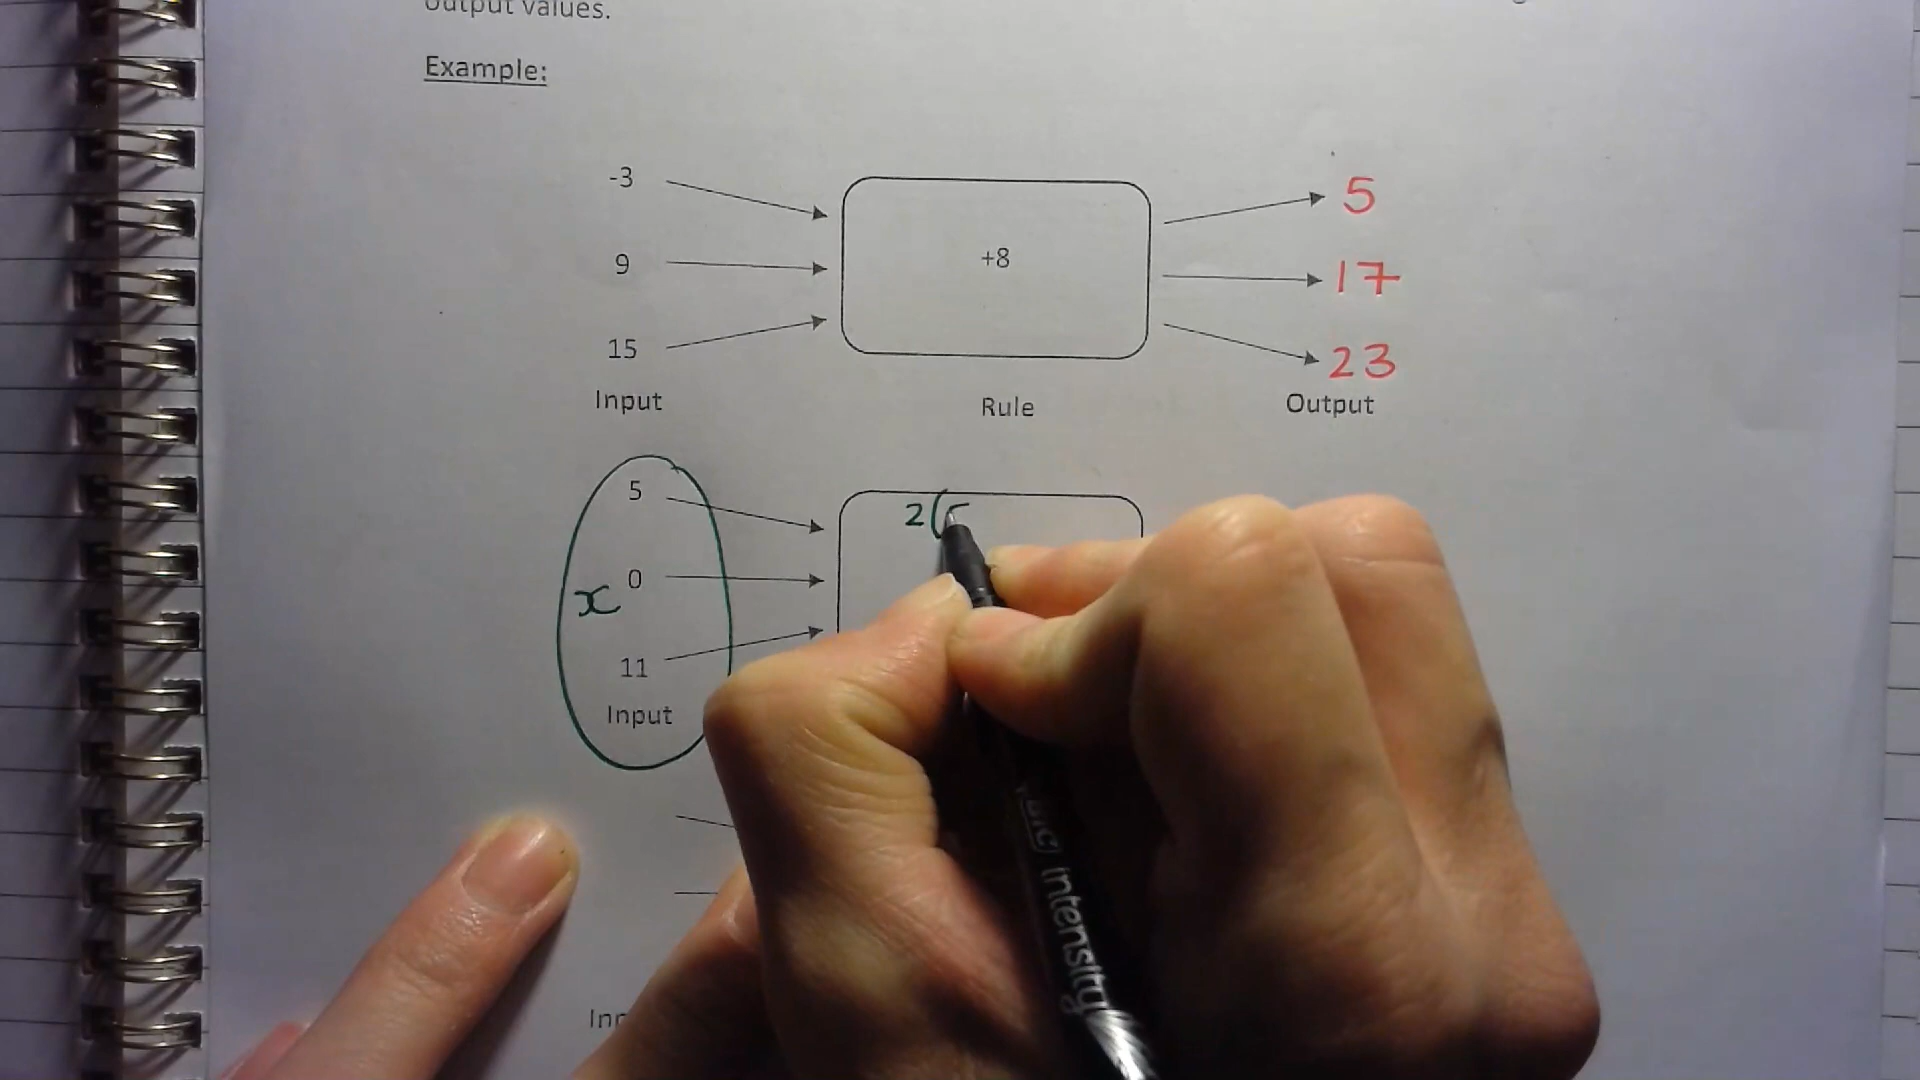 output values.
Example:
-3
9
15
+8
5
17
23
Input
Rule
Output
5
0
11
x
2(5
Input
BIC intensity